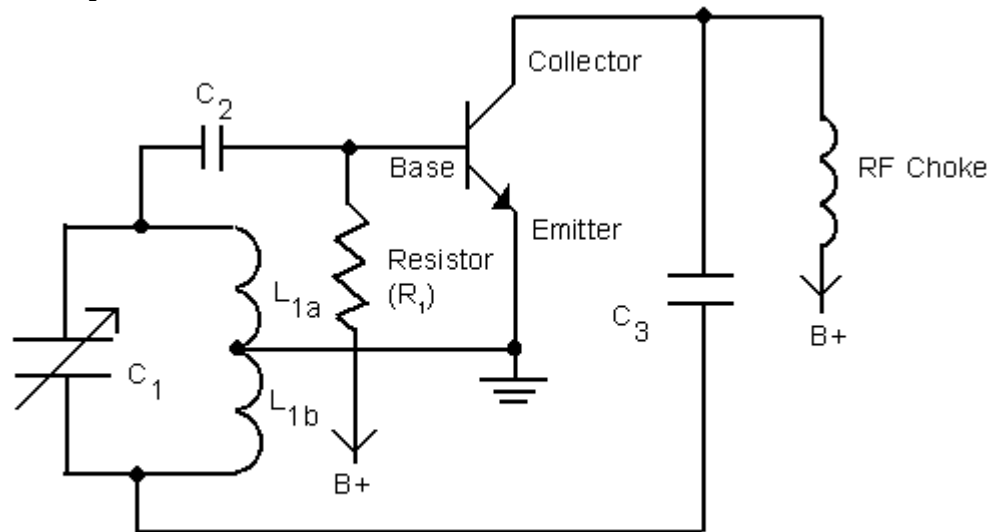 Collector
C2
Base
RF Choke
Emitter
Resistor
(R1)
L1a
C3
B+
C1
L1b
B+